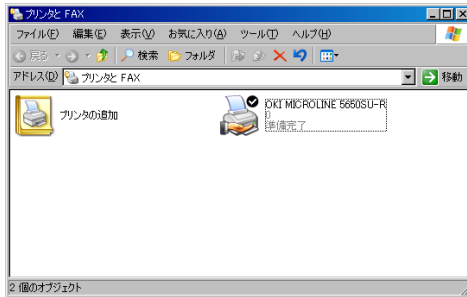 プリンタと FAX
ファイル(F) 編集(E) 表示(V) お気に入り(A) ツール(T) ヘルプ(H)
戻る 検索 フォルダ
アドレス(D) プリンタと FAX 移動
プリンタの追加
OKI MICROLINE 5650SU-R
0
準備完了
2 個のオブジェクト